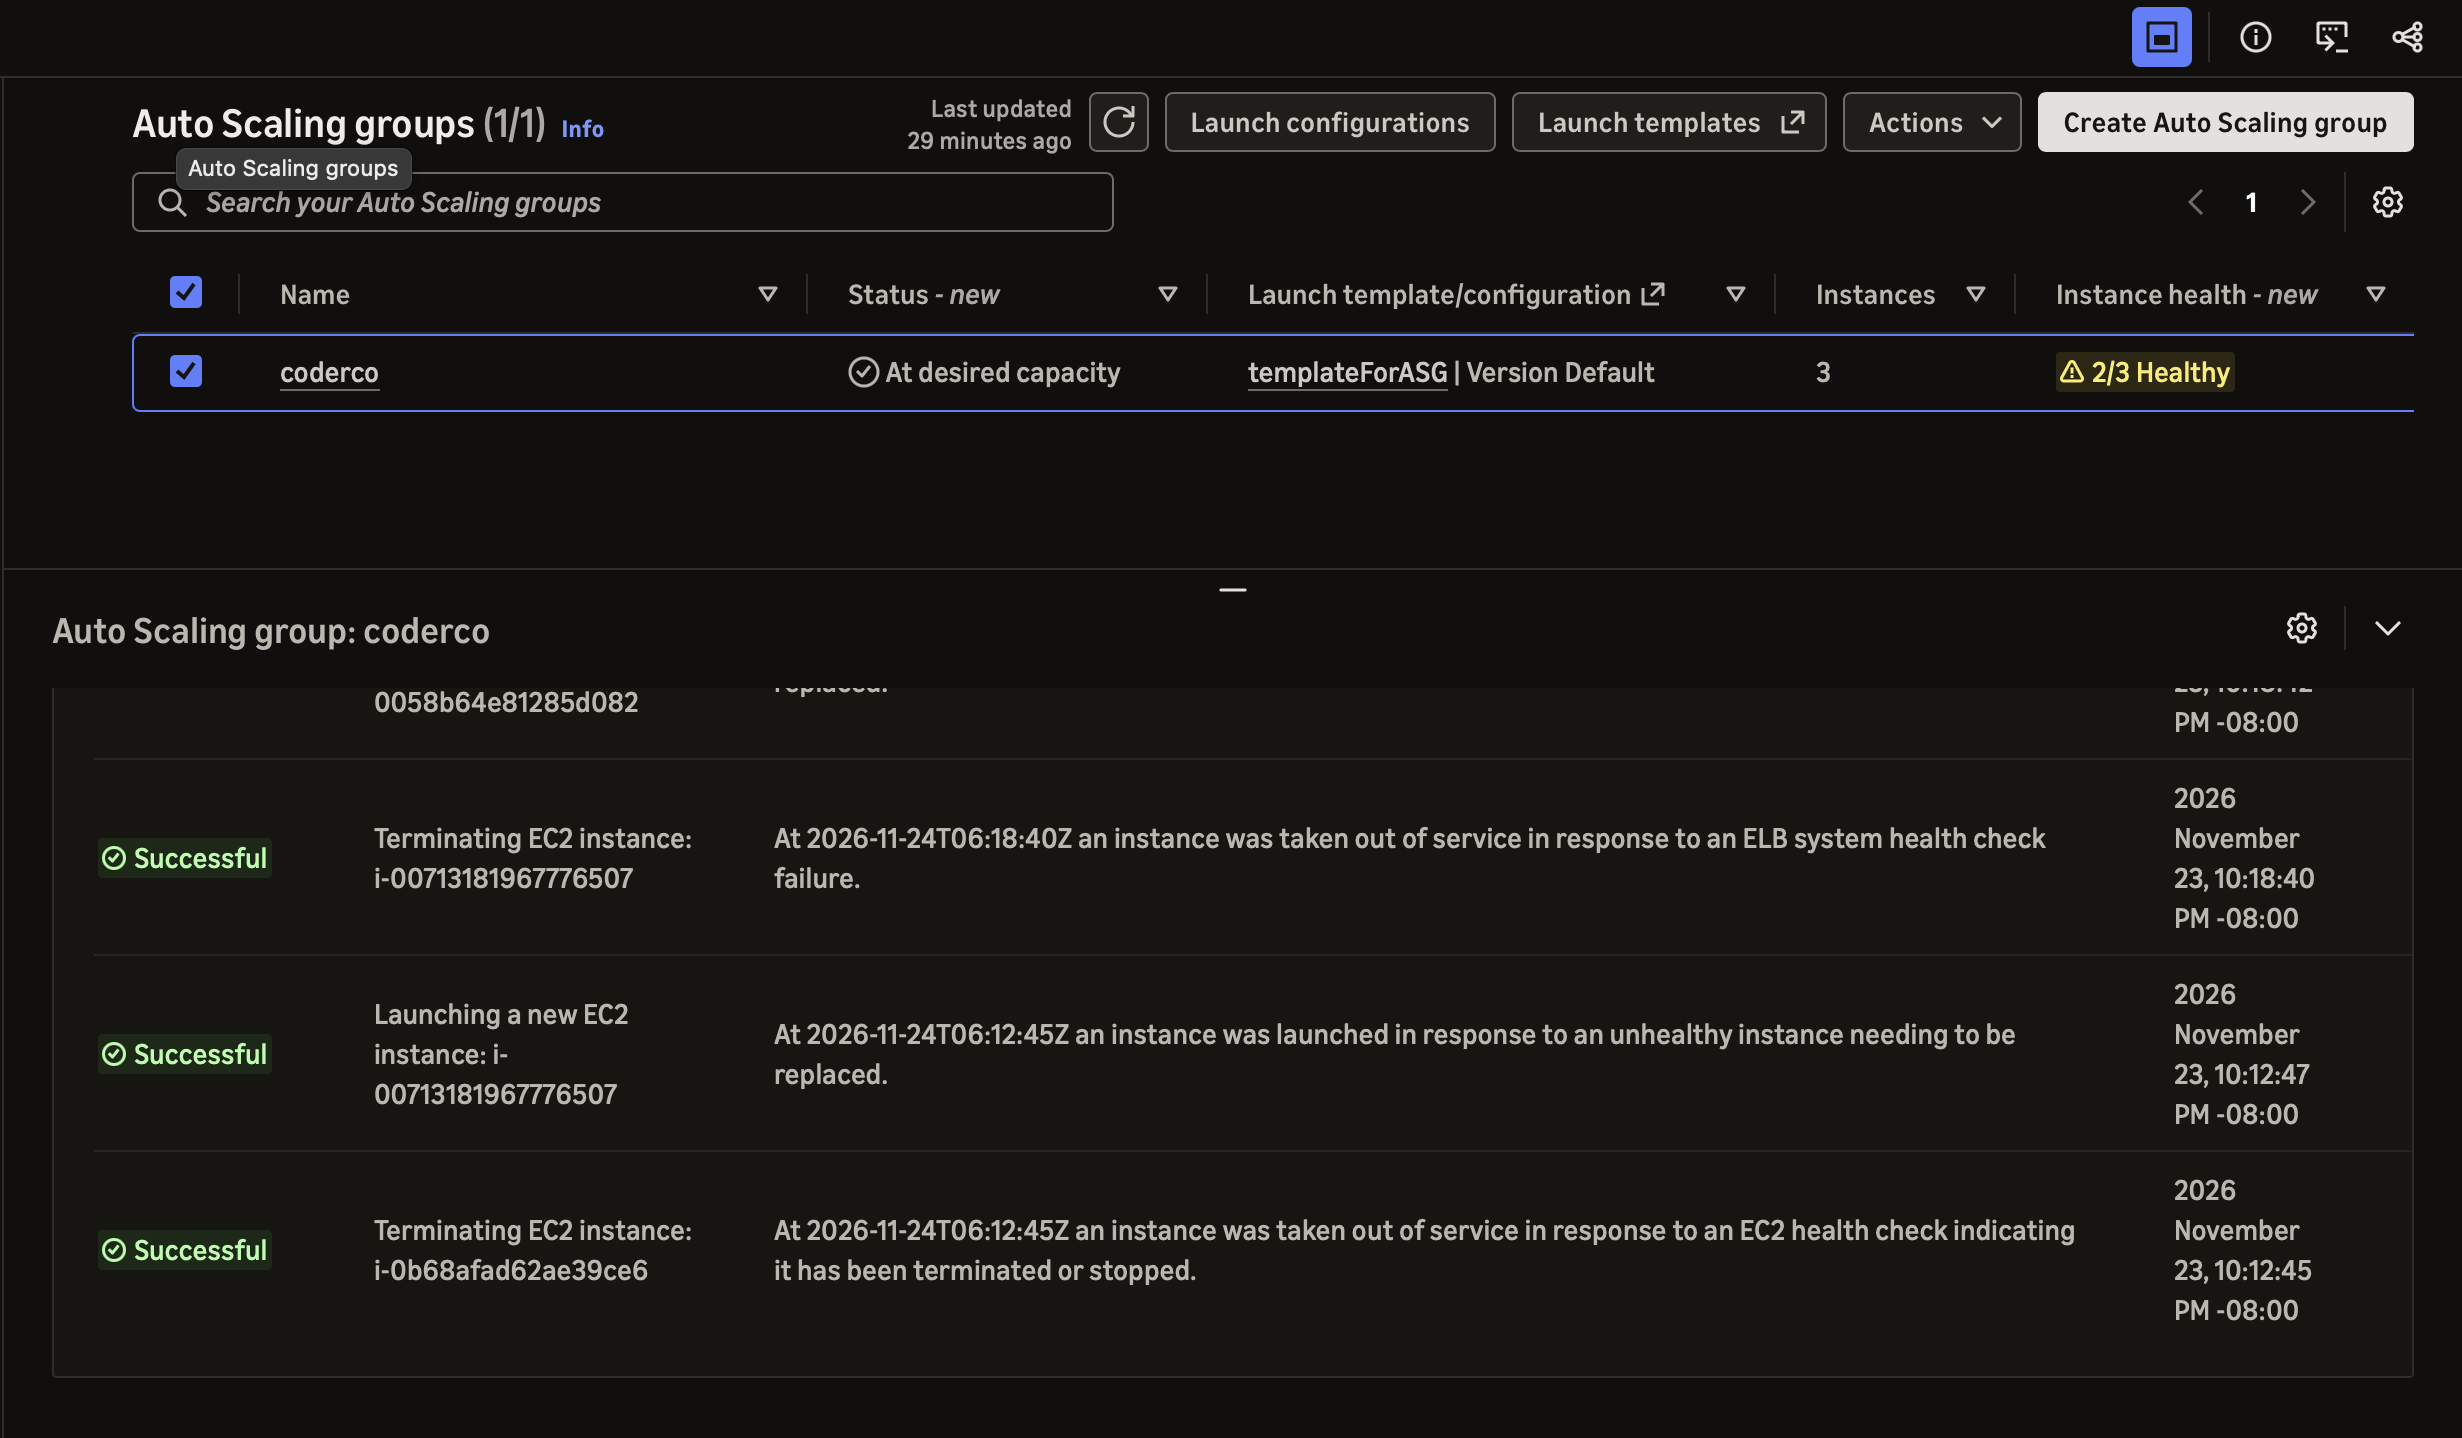 Auto Scaling groups (1/1) Info
Last updated
29 minutes ago
Launch configurations
Launch templates
Actions
Create Auto Scaling group
Auto Scaling groups
Search your Auto Scaling groups
1
Name
Status - new
Launch template/configuration
Instances
Instance health - new
coderco
At desired capacity
templateForASG | Version Default
3
2/3 Healthy
Auto Scaling group: coderco
0058b64e81285d082
replaced.
PM -08:00
Successful
Terminating EC2 instance:
i-00713181967776507
At 2026-11-24T06:18:40Z an instance was taken out of service in response to an ELB system health check
failure.
2026
November
23, 10:18:40
PM -08:00
Successful
Launching a new EC2
instance: i-
00713181967776507
At 2026-11-24T06:12:45Z an instance was launched in response to an unhealthy instance needing to be
replaced.
2026
November
23, 10:12:47
PM -08:00
Successful
Terminating EC2 instance:
i-0b68afad62ae39ce6
At 2026-11-24T06:12:45Z an instance was taken out of service in response to an EC2 health check indicating
it has been terminated or stopped.
2026
November
23, 10:12:45
PM -08:00